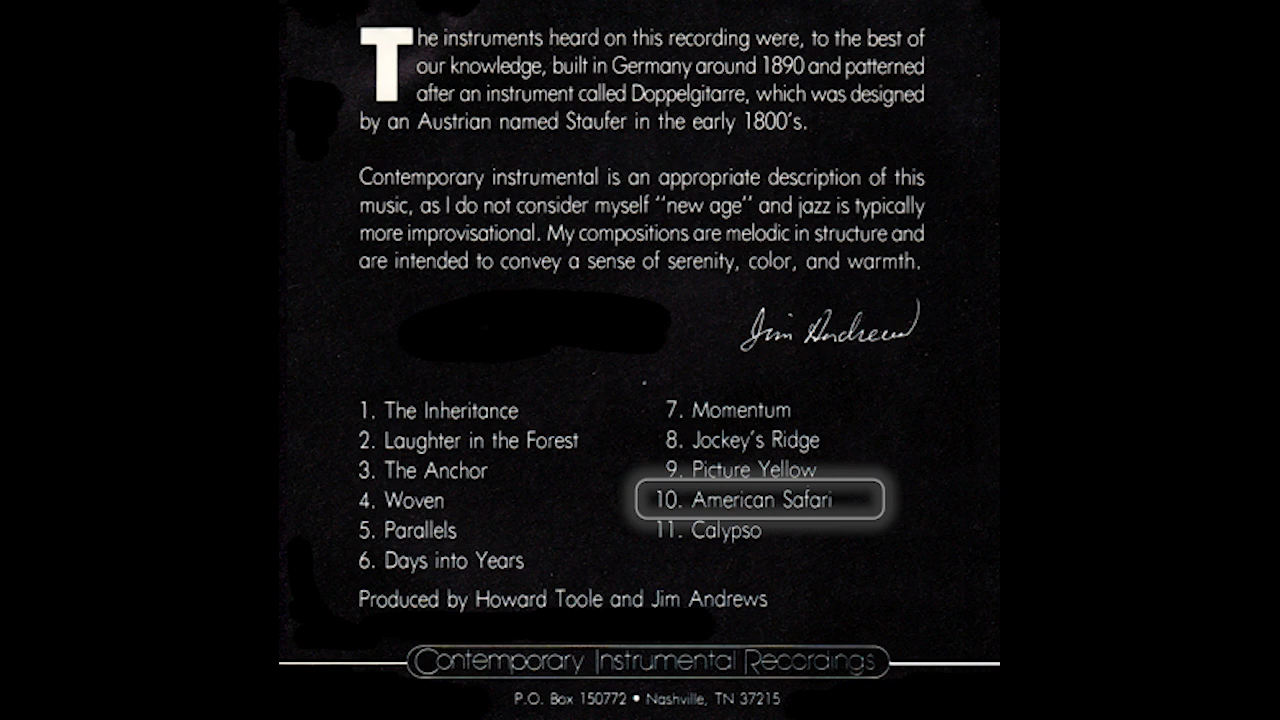 The instruments heard on this recording were, to the best of
our knowledge, built in Germany around 1890 and patterned
after an instrument called Doppelgitarre, which was designed
by an Austrian named Staufer in the early 1800's.
Contemporary instrumental is an appropriate description of this
music, as I do not consider myself "new age" and jazz is typically
more improvisational. My compositions are melodic in structure and
are intended to convey a sense of serenity, color, and warmth.
Jim Andrews
1. The Inheritance
2. Laughter in the Forest
3. The Anchor
4. Woven
5. Parallels
6. Days into Years
7. Momentum
8. Jockey's Ridge
9. Picture Yellow
10. American Safari
11. Calypso
Produced by Howard Toole and Jim Andrews
Contemporary Instrumental Recordings
P.O. Box 150772 • Nashville, TN 37215